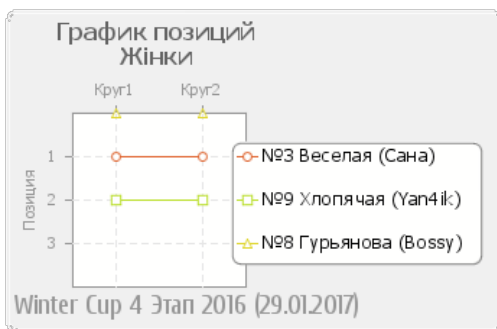 График позиций
Жінки
Круг1 Круг2
Позиция
1
2
3
№3 Веселая (Сана)
№9 Хлопячая (Yan4ik)
№8 Гурьянова (Bossy)
Winter Cup 4 Этап 2016 (29.01.2017)